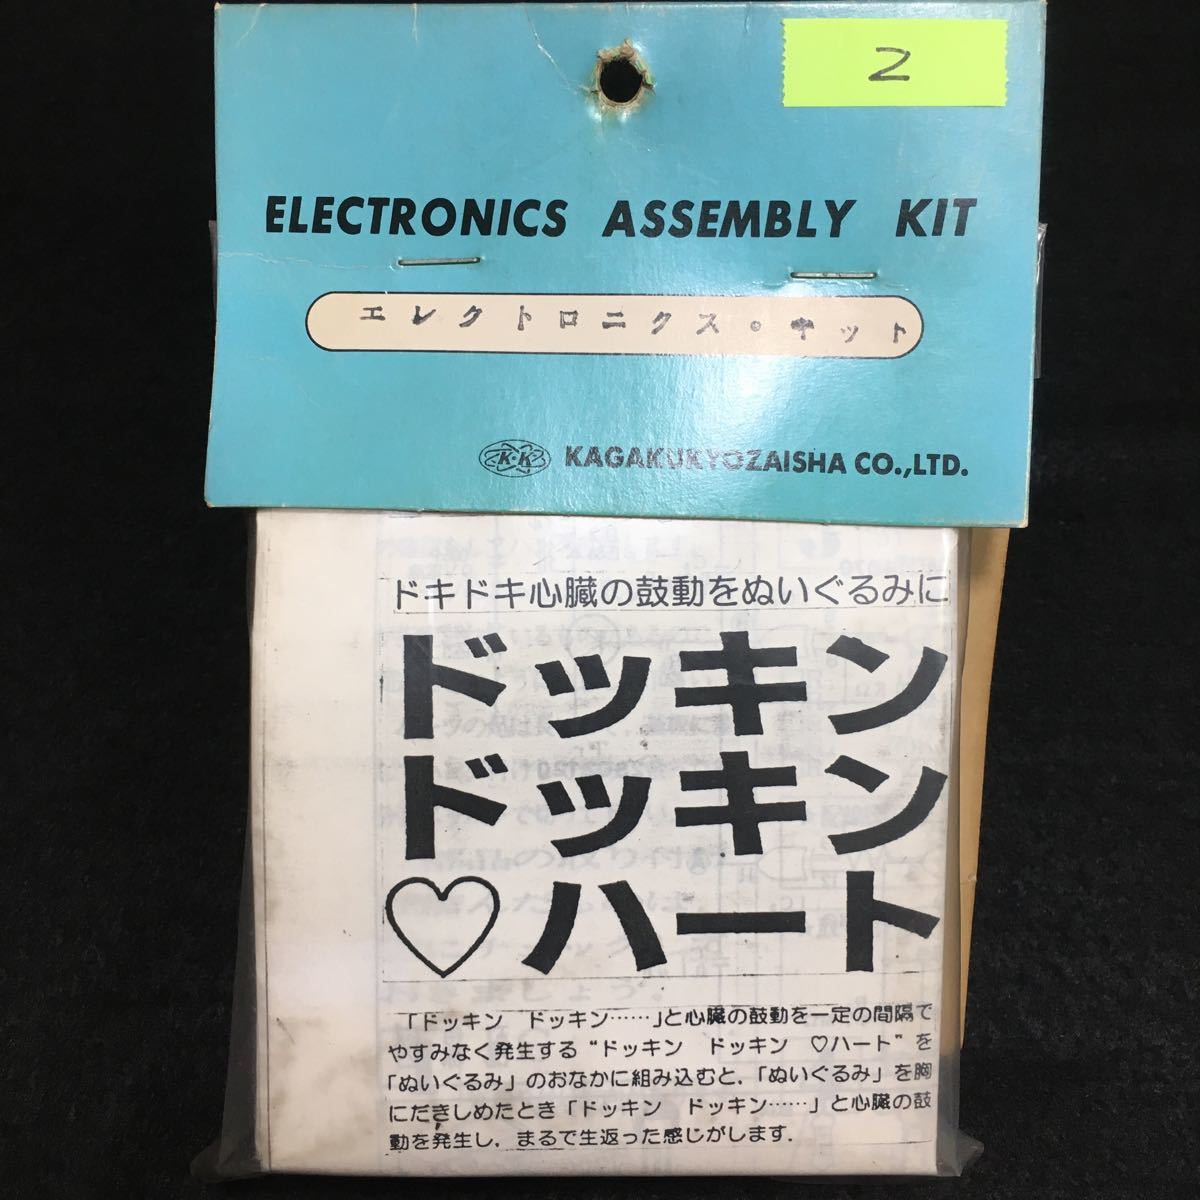 2
ELECTRONICS ASSEMBLY KIT
エレクトロニクス・キット
K・K KAGAKUKYOZAISHA CO.,LTD.
ドキドキ心臓の鼓動をぬいぐるみに
ドッキン
ドッキン
♡ハート
「ドッキン ドッキン……」と心臓の鼓動を一定の間隔で
やすみなく発生する“ドッキン ドッキン ♡ハート”を
「ぬいぐるみ」のおなかに組み込むと，「ぬいぐるみ」を胸
にだきしめたとき「ドッキン ドッキン……」と心臓の鼓
動を発生し，まるで生返った感じがします．